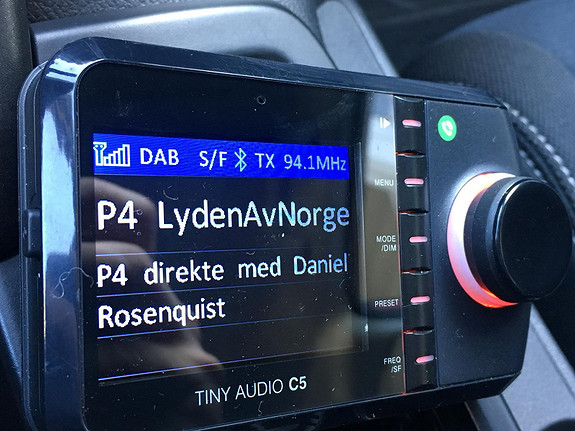 DAB S/F TX 94.1MHz
P4 LydenAvNorge
P4 direkte med Daniel
Rosenquist
MENU
MODE
/DIM
PRESET
FREQ
/SF
TINY AUDIO C5